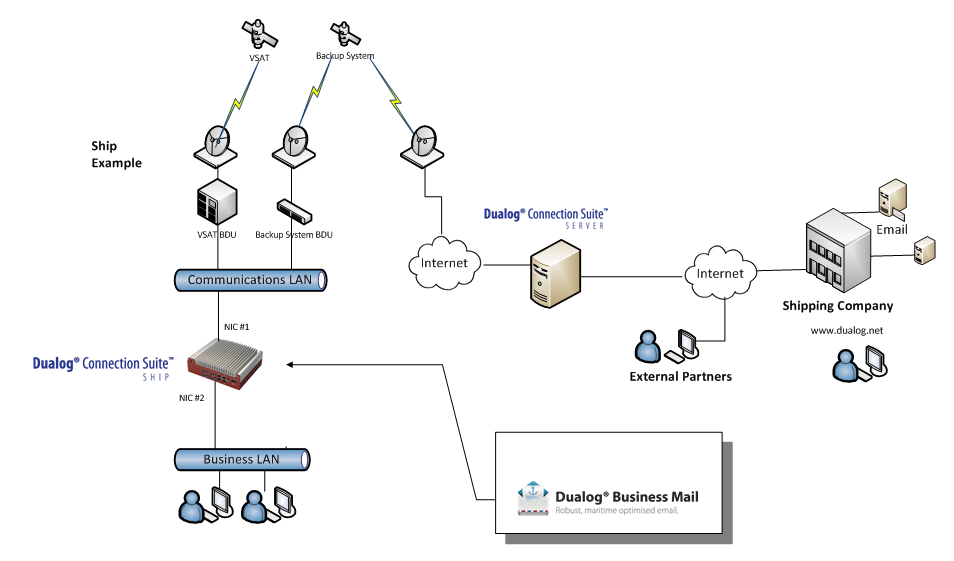 VSAT
Backup System
Ship
Example
VSAT BDU
Backup System BDU
Dualog® Connection Suite™
SERVER
Internet
Internet
Email
Communications LAN
Shipping Company
www.dualog.net
NIC #1
Dualog® Connection Suite™
SHIP
External Partners
NIC #2
Business LAN
Dualog® Business Mail
Robust, maritime optimised email.